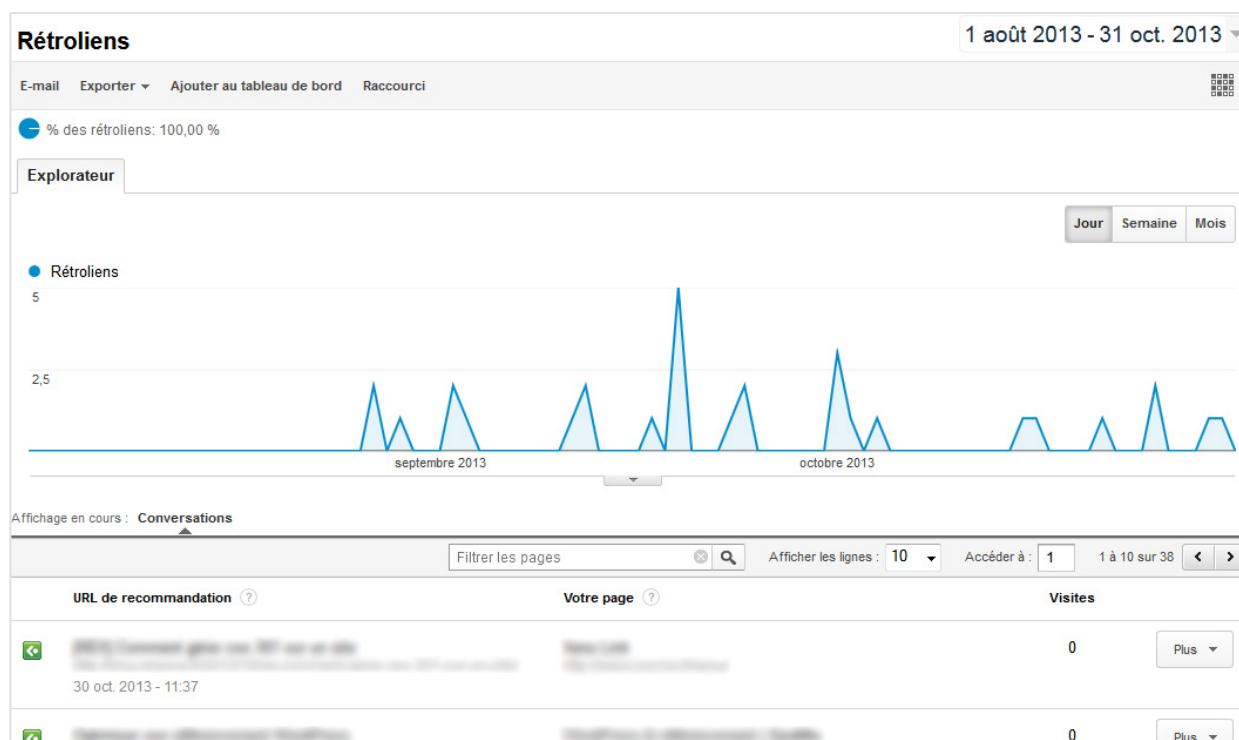 Rétroliens
1 août 2013 - 31 oct. 2013
E-mail Exporter Ajouter au tableau de bord Raccourci
% des rétroliens: 100,00 %
Explorateur
Jour Semaine Mois
Rétroliens
5
2,5
septembre 2013 octobre 2013
Affichage en cours : Conversations
Filtrer les pages Afficher les lignes : 10 Accéder à : 1 1 à 10 sur 38
URL de recommandation ? Votre page ? Visites
0 Plus
30 oct. 2013 - 11:37
0 Plus